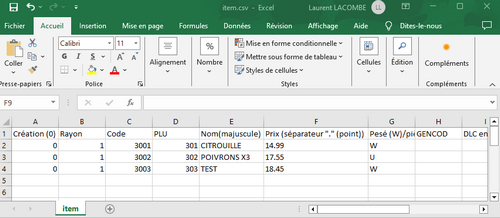 item.csv - Excel
Laurent LACOMBE
LL
Fichier Accueil Insertion Mise en page Formules Données Révision Affichage Aide Dites-le-nous
Coller
Calibri 11
G I S
Alignement
Nombre
Mise en forme conditionnelle
Mettre sous forme de tableau
Styles de cellules
Cellules
Édition
Compléments
Presse-papiers Police Styles Compléments
F9 fx
A B C D E F G H I
1 Création (0) Rayon Code PLU Nom(majuscule) Prix (séparateur "." (point)) Pesé (W)/piè GENCOD DLC en
2 0 1 3001 301 CITROUILLE 14.99 W
3 0 1 3002 302 POIVRONS X3 17.55 U
4 0 1 3003 303 TEST 18.45 W
5
6
item